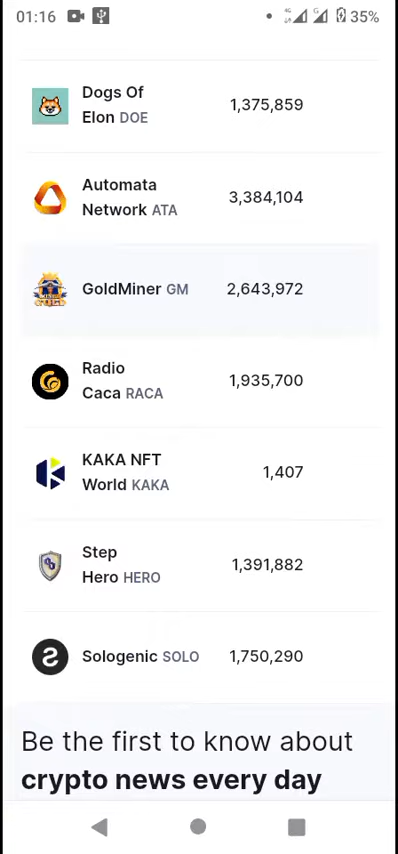 01:16 35%
Dogs Of
Elon DOE 1,375,859
Automata
Network ATA 3,384,104
GoldMiner GM 2,643,972
Radio
Caca RACA 1,935,700
KAKA NFT
World KAKA 1,407
Step
Hero HERO 1,391,882
Sologenic SOLO 1,750,290
Be the first to know about
crypto news every day